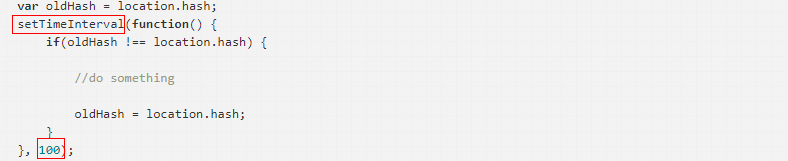 var oldHash = location.hash;
setTimeInterval(function() {
    if(oldHash !== location.hash) {
        //do something
        oldHash = location.hash;
    }
}, 100);